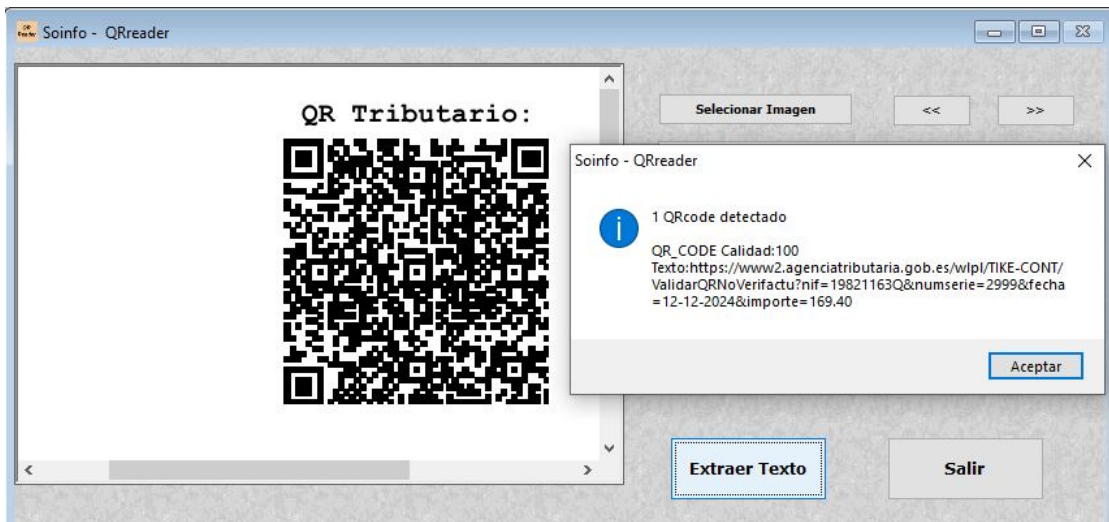 Soinfo - QRreader
QR Tributario:
Selecionar Imagen
<<
>>
Soinfo - QRreader
1 QRcode detectado
QR_CODE Calidad:100
Texto:https://www2.agenciatributaria.gob.es/wlpl/TIKE-CONT/
ValidarQRNoVerifactu?nif=19821163Q&numserie=2999&fecha
=12-12-2024&importe=169.40
Aceptar
Extraer Texto
Salir